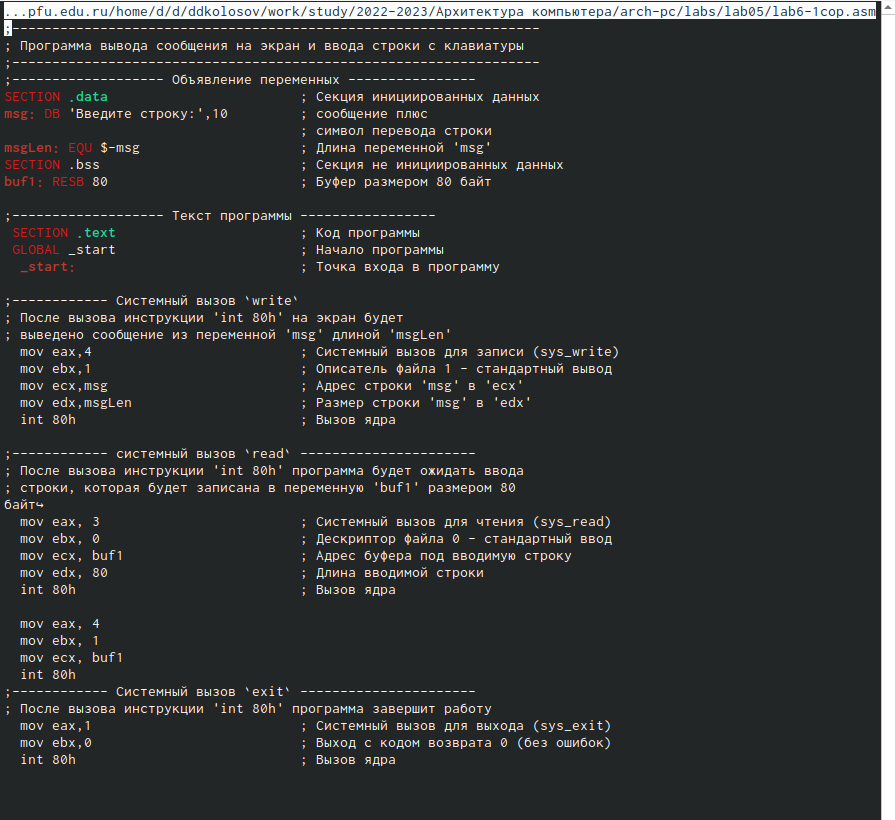 ...pfu.edu.ru/home/d/d/ddkolosov/work/study/2022-2023/Архитектура компьютера/arch-pc/labs/lab05/lab6-1cop.asm
;------------------------------------------------------------------
; Программа вывода сообщения на экран и ввода строки с клавиатуры
;------------------------------------------------------------------
;------------------- Объявление переменных ----------------
SECTION .data ; Секция инициированных данных
msg: DB 'Введите строку:',10 ; сообщение плюс
; символ перевода строки
msgLen: EQU $-msg ; Длина переменной 'msg'
SECTION .bss ; Секция не инициированных данных
buf1: RESB 80 ; Буфер размером 80 байт
;------------------- Текст программы -----------------
SECTION .text ; Код программы
GLOBAL _start ; Начало программы
_start: ; Точка входа в программу
;------------ Системный вызов `write`
; После вызова инструкции 'int 80h' на экран будет
; выведено сообщение из переменной 'msg' длиной 'msgLen'
mov eax,4 ; Системный вызов для записи (sys_write)
mov ebx,1 ; Описатель файла 1 - стандартный вывод
mov ecx,msg ; Адрес строки 'msg' в 'ecx'
mov edx,msgLen ; Размер строки 'msg' в 'edx'
int 80h ; Вызов ядра
;------------ системный вызов `read` ----------------------
; После вызова инструкции 'int 80h' программа будет ожидать ввода
; строки, которая будет записана в переменную 'buf1' размером 80
байт↪
mov eax, 3 ; Системный вызов для чтения (sys_read)
mov ebx, 0 ; Дескриптор файла 0 - стандартный ввод
mov ecx, buf1 ; Адрес буфера под вводимую строку
mov edx, 80 ; Длина вводимой строки
int 80h ; Вызов ядра
mov eax, 4
mov ebx, 1
mov ecx, buf1
int 80h
;------------ Системный вызов `exit` ----------------------
; После вызова инструкции 'int 80h' программа завершит работу
mov eax,1 ; Системный вызов для выхода (sys_exit)
mov ebx,0 ; Выход с кодом возврата 0 (без ошибок)
int 80h ; Вызов ядра